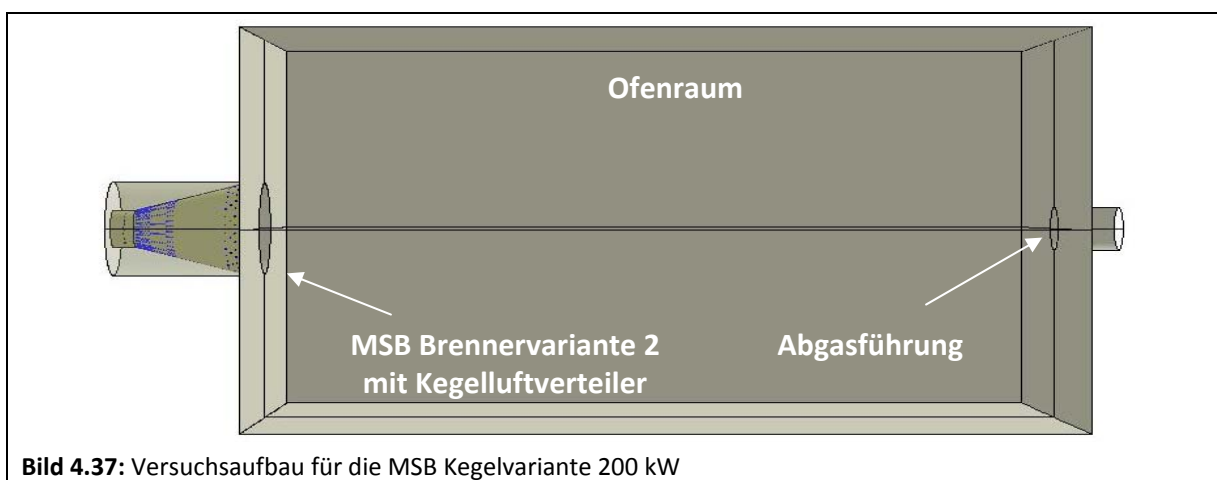 Ofenraum
MSB Brennervariante 2
mit Kegelluftverteiler
Abgasführung
Bild 4.37: Versuchsaufbau für die MSB Kegelvariante 200 kW